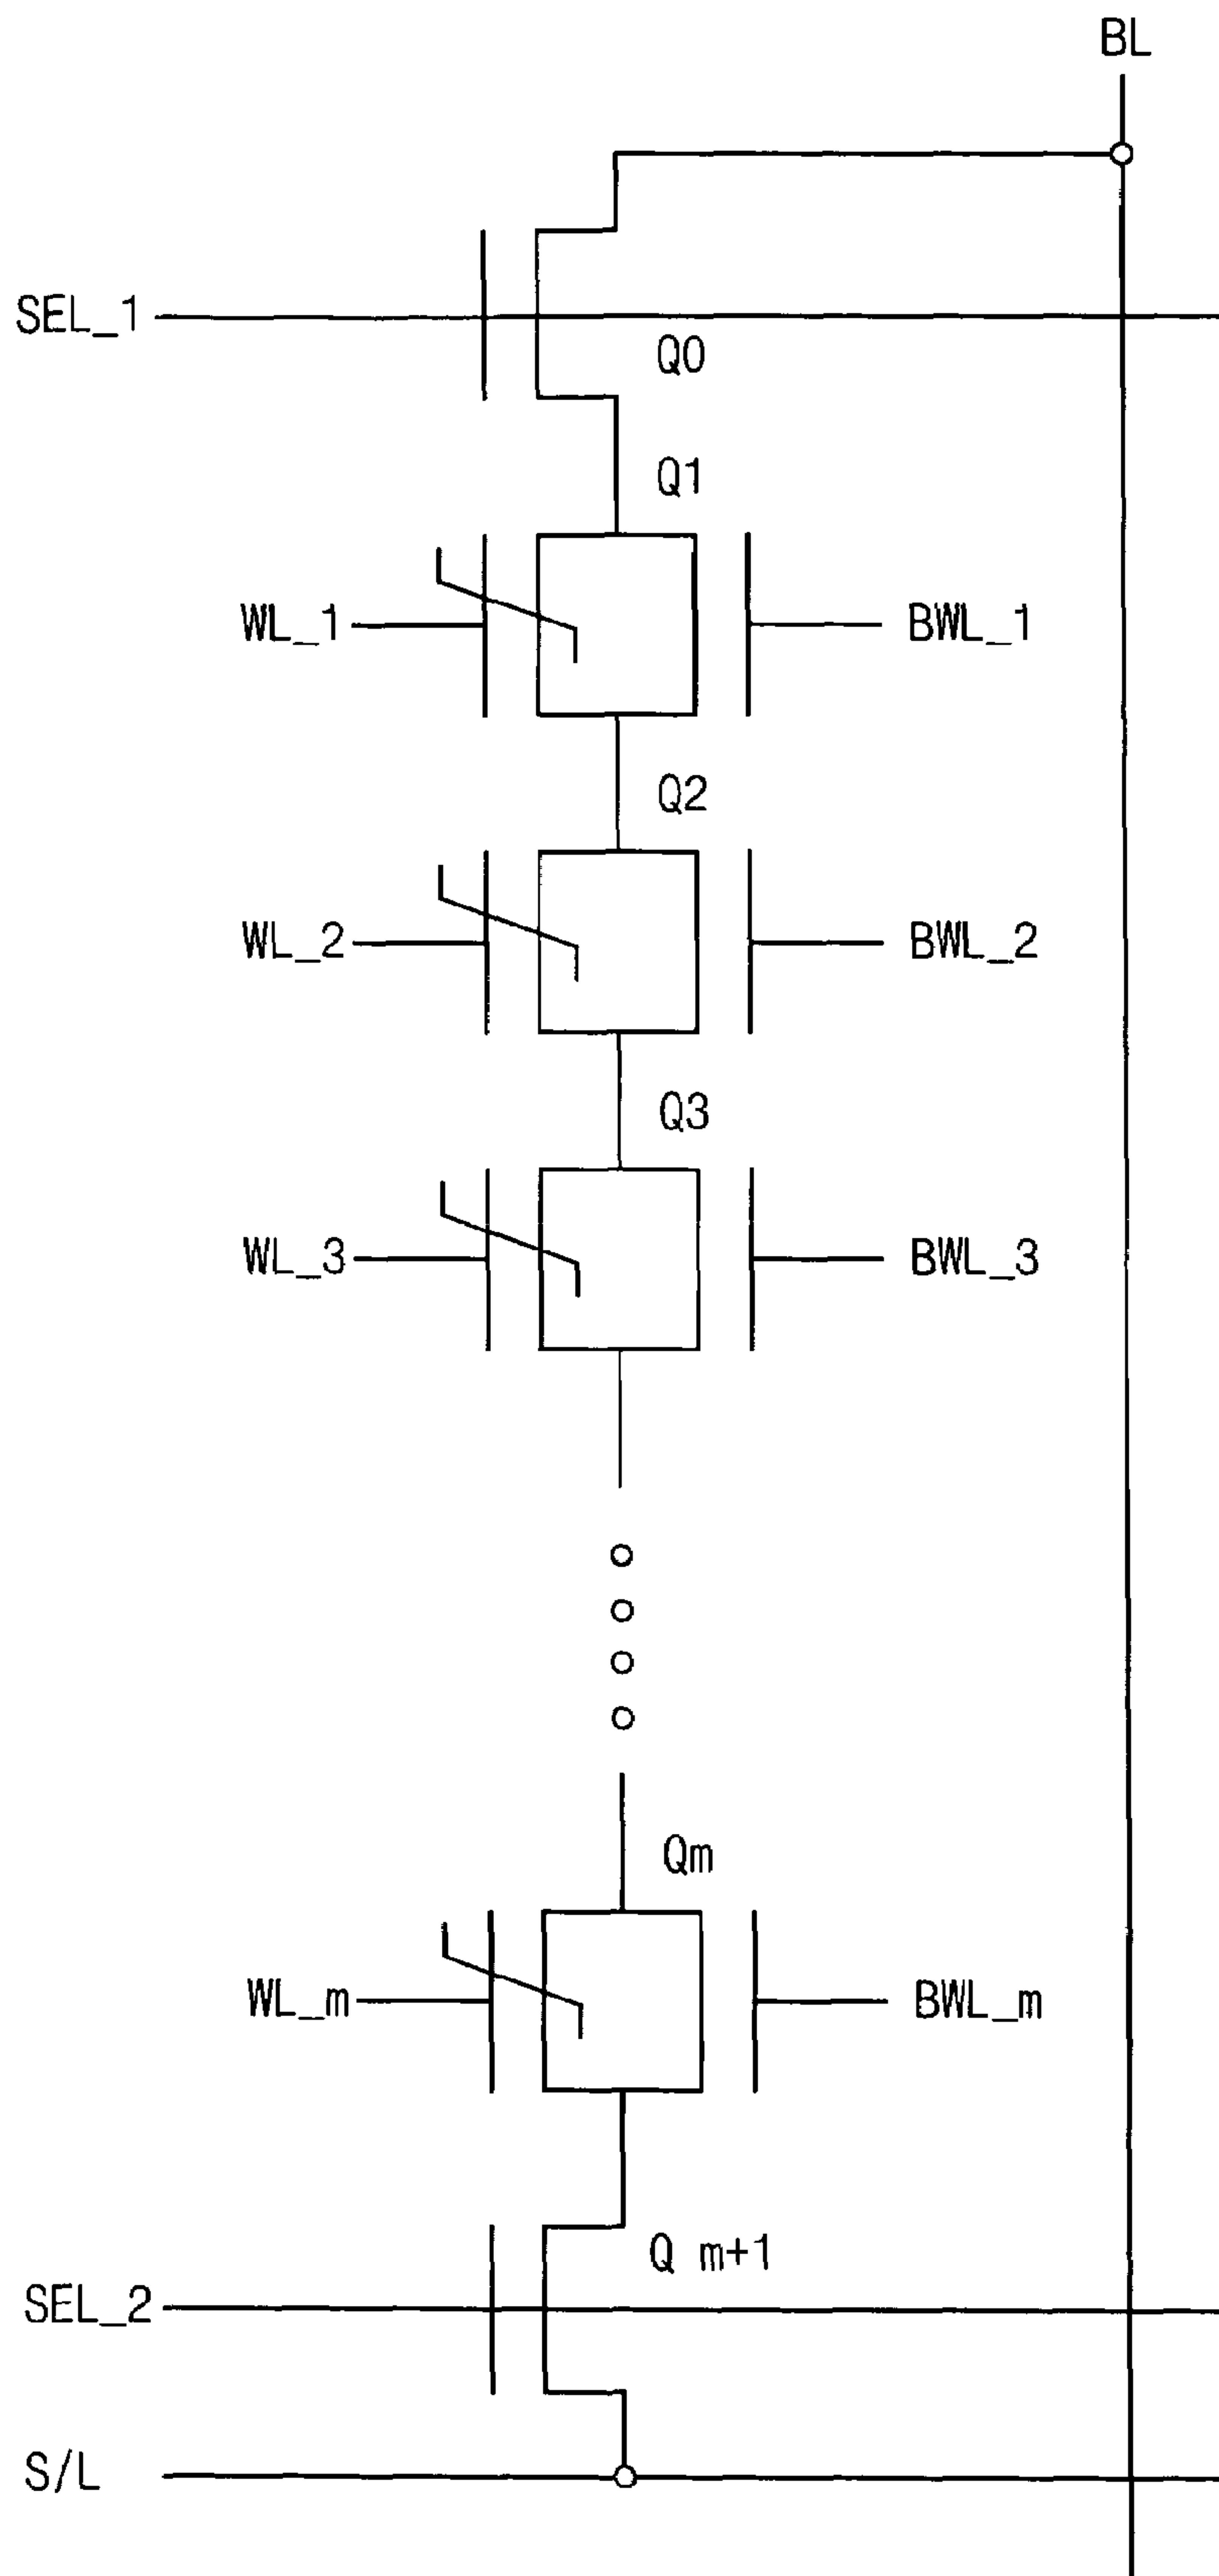 BL
SEL_1
Q0
Q1
WL_1 BWL_1
Q2
WL_2 BWL_2
Q3
WL_3 BWL_3
Qm
WL_m BWL_m
Q m+1
SEL_2
S/L